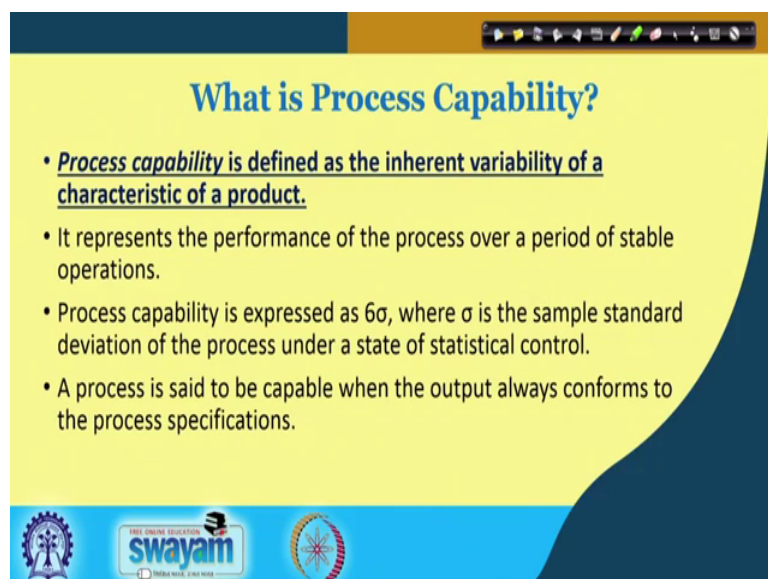 What is Process Capability?
• Process capability is defined as the inherent variability of a
characteristic of a product.
• It represents the performance of the process over a period of stable
operations.
• Process capability is expressed as 6σ, where σ is the sample standard
deviation of the process under a state of statistical control.
• A process is said to be capable when the output always conforms to
the process specifications.
FREE ONLINE EDUCATION
swayam